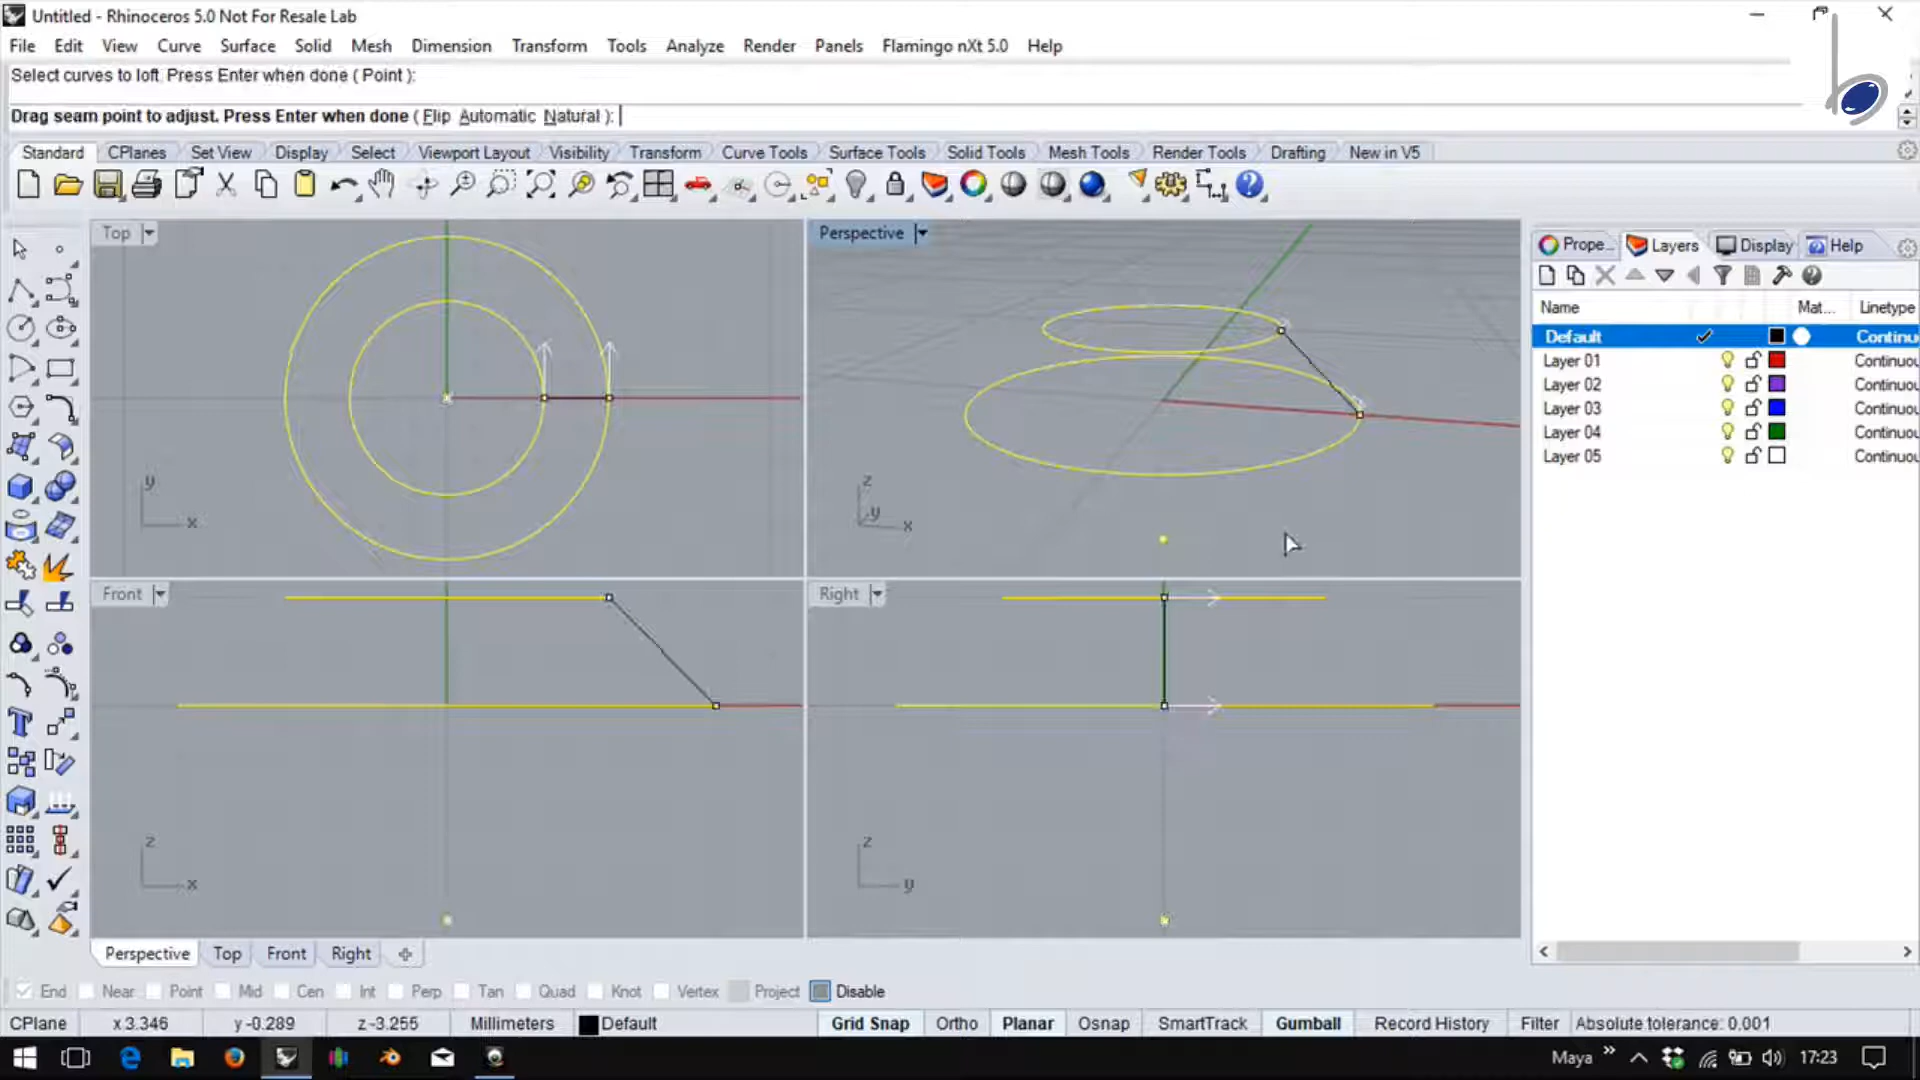 Untitled - Rhinoceros 5.0 Not For Resale Lab
File Edit View Curve Surface Solid Mesh Dimension Transform Tools Analyze Render Panels Flamingo nXt 5.0 Help
Select curves to loft. Press Enter when done ( Point ):
Drag seam point to adjust. Press Enter when done ( Flip Automatic Natural ):
Standard CPlanes Set View Display Select Viewport Layout Visibility Transform Curve Tools Surface Tools Solid Tools Mesh Tools Render Tools Drafting New in V5
Top Perspective
Prope... Layers Display Help
Name Mat... Linetype
Default Continu
Layer 01 Continuou
Layer 02 Continuou
Layer 03 Continuou
Layer 04 Continuou
Layer 05 Continuou
y x
z y x
Front Right
z x
z y
Perspective Top Front Right
End Near Point Mid Cen Int Perp Tan Quad Knot Vertex Project Disable
CPlane x 3.346 y -0.289 z -3.255 Millimeters Default Grid Snap Ortho Planar Osnap SmartTrack Gumball Record History Filter Absolute tolerance: 0.001
Maya 17:23